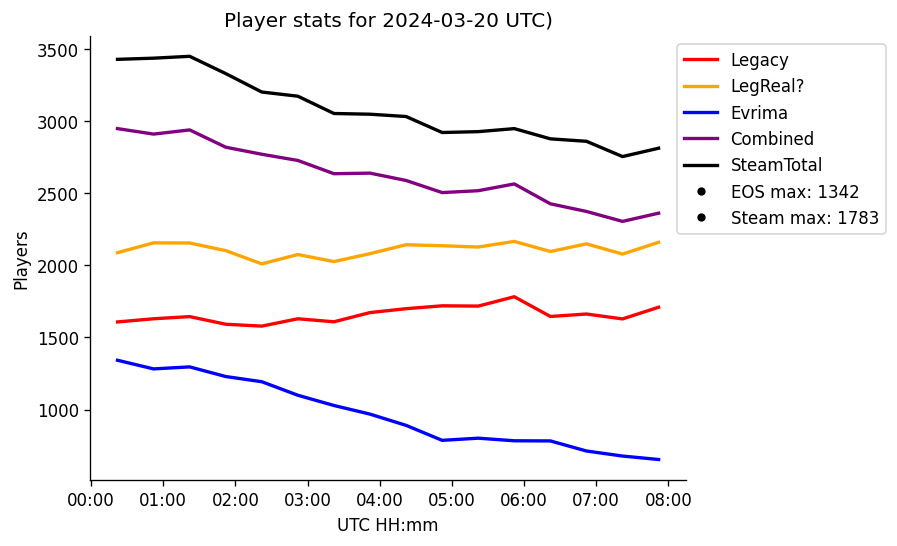 Player stats for 2024-03-20 UTC)
3500
3000
2500
2000
1500
1000
Players
00:00 01:00 02:00 03:00 04:00 05:00 06:00 07:00 08:00
UTC HH:mm
Legacy
LegReal?
Evrima
Combined
SteamTotal
EOS max: 1342
Steam max: 1783